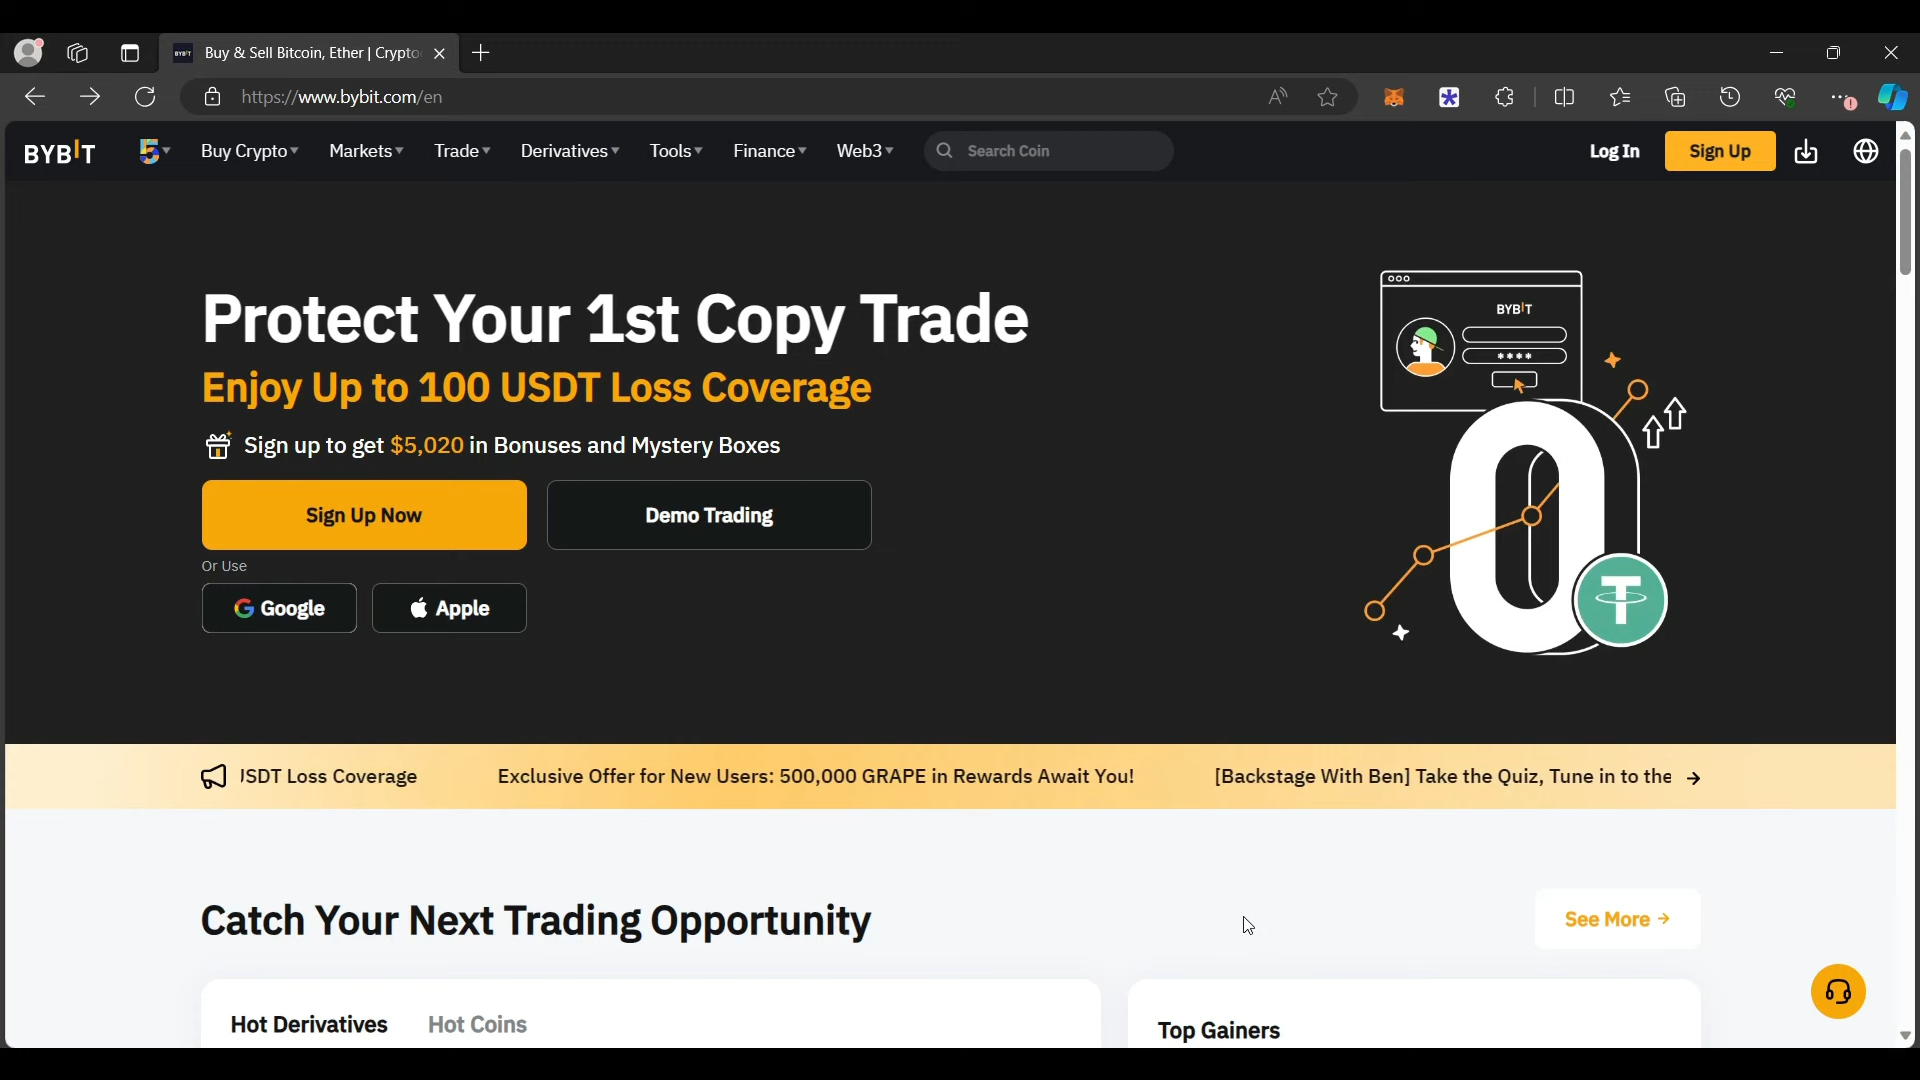 Buy & Sell Bitcoin, Ether | Crypto
https://www.bybit.com/en
BYBIT
5
Buy Crypto
Markets
Trade
Derivatives
Tools
Finance
Web3
Search Coin
Log In
Sign Up
Protect Your 1st Copy Trade
Enjoy Up to 100 USDT Loss Coverage
Sign up to get $5,020 in Bonuses and Mystery Boxes
Sign Up Now
Demo Trading
Or Use
Google
Apple
BYBIT
****
0
JSDT Loss Coverage
Exclusive Offer for New Users: 500,000 GRAPE in Rewards Await You!
[Backstage With Ben] Take the Quiz, Tune in to the
Catch Your Next Trading Opportunity
See More
Hot Derivatives
Hot Coins
Top Gainers